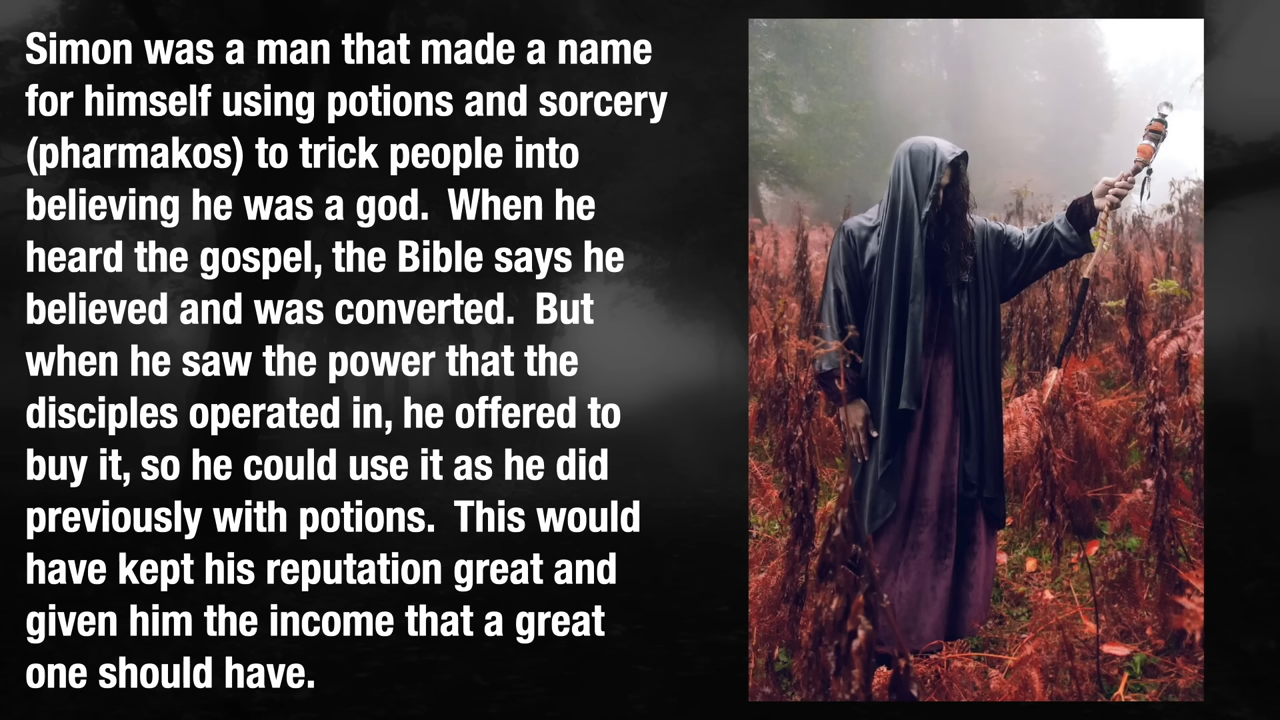 Simon was a man that made a name
for himself using potions and sorcery
(pharmakos) to trick people into
believing he was a god.  When he
heard the gospel, the Bible says he
believed and was converted.  But
when he saw the power that the
disciples operated in, he offered to
buy it, so he could use it as he did
previously with potions.  This would
have kept his reputation great and
given him the income that a great
one should have.